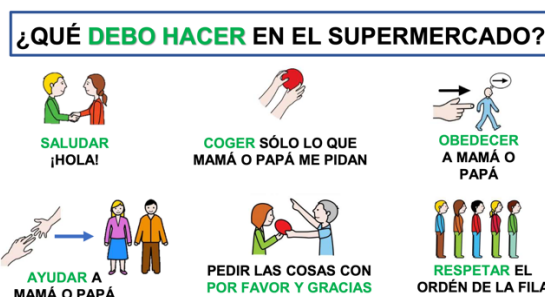 ¿QUÉ DEBO HACER EN EL SUPERMERCADO?
SALUDAR
¡HOLA!
COGER SÓLO LO QUE
MAMÁ O PAPÁ ME PIDAN
OBEDECER
A MAMÁ O
PAPÁ
AYUDAR A
MAMÁ O PAPÁ
PEDIR LAS COSAS CON
POR FAVOR Y GRACIAS
RESPETAR EL
ORDÉN DE LA FILA